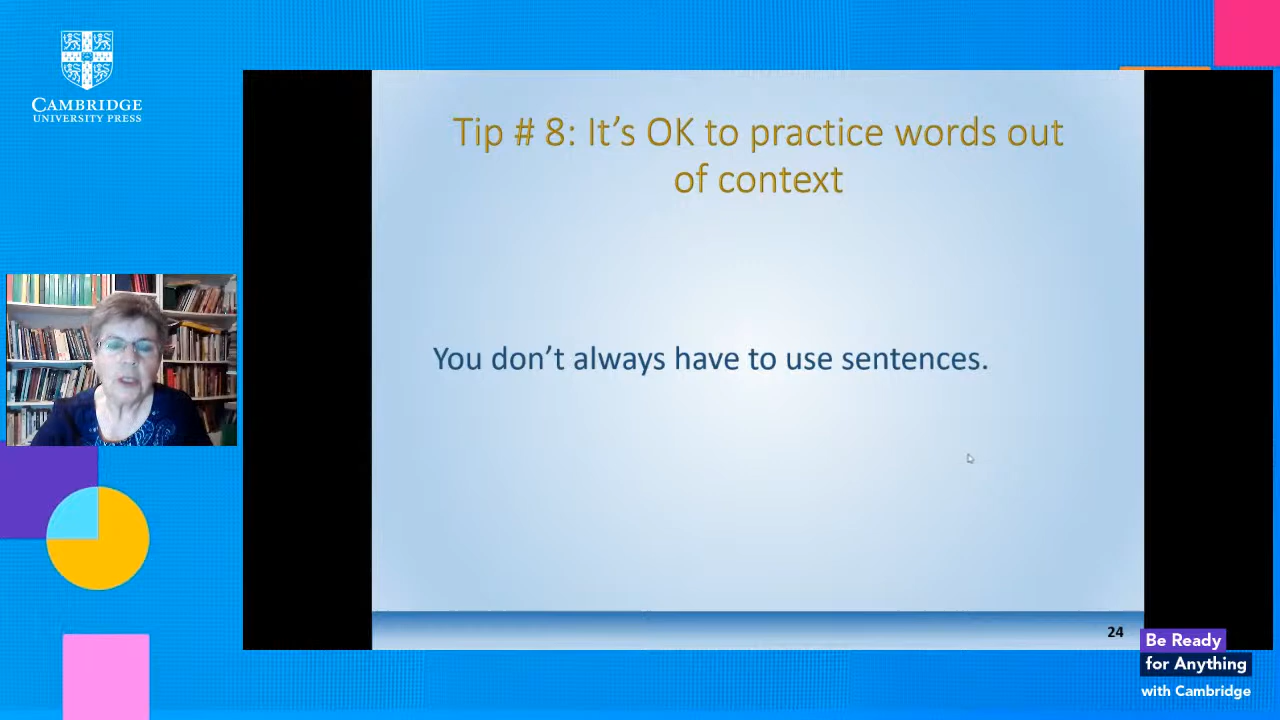 CAMBRIDGE
UNIVERSITY PRESS
Tip # 8: It’s OK to practice words out
of context
You don’t always have to use sentences.
24
Be Ready
for Anything
with Cambridge